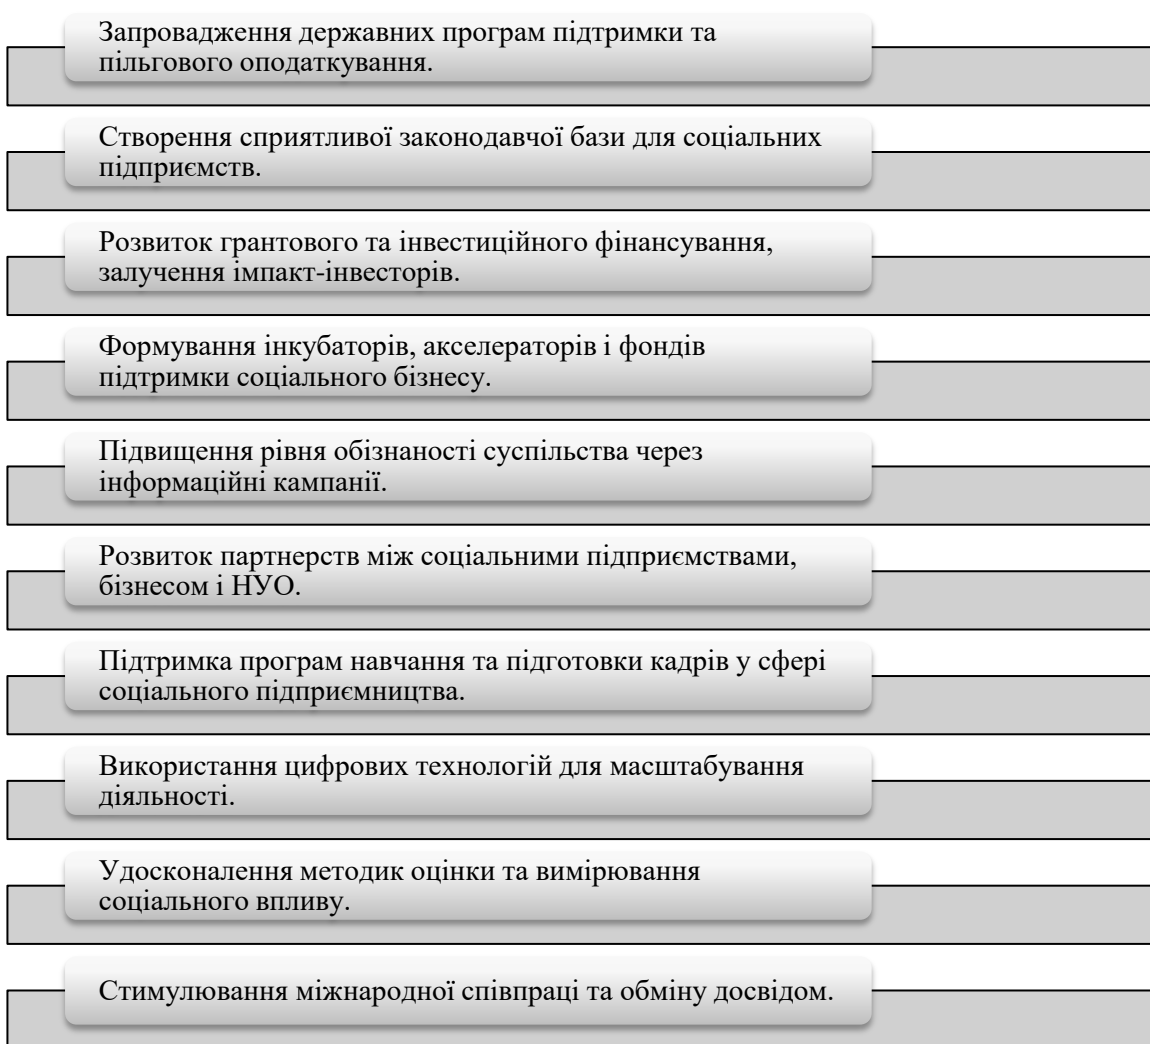 Запровадження державних програм підтримки та
пільгового оподаткування.
Створення сприятливої законодавчої бази для соціальних
підприємств.
Розвиток грантового та інвестиційного фінансування,
залучення імпакт-інвесторів.
Формування інкубаторів, акселераторів і фондів
підтримки соціального бізнесу.
Підвищення рівня обізнаності суспільства через
інформаційні кампанії.
Розвиток партнерств між соціальними підприємствами,
бізнесом і НУО.
Підтримка програм навчання та підготовки кадрів у сфері
соціального підприємництва.
Використання цифрових технологій для масштабування
діяльності.
Удосконалення методик оцінки та вимірювання
соціального впливу.
Стимулювання міжнародної співпраці та обміну досвідом.